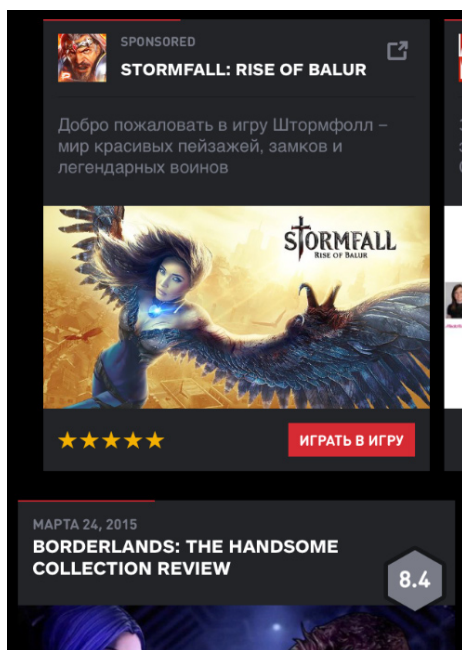 SPONSORED
STORMFALL: RISE OF BALUR
Добро пожаловать в игру Штормфолл –
мир красивых пейзажей, замков и
легендарных воинов
STORMFALL
RISE OF BALUR
ИГРАТЬ В ИГРУ
МАРТА 24, 2015
BORDERLANDS: THE HANDSOME
COLLECTION REVIEW
8.4